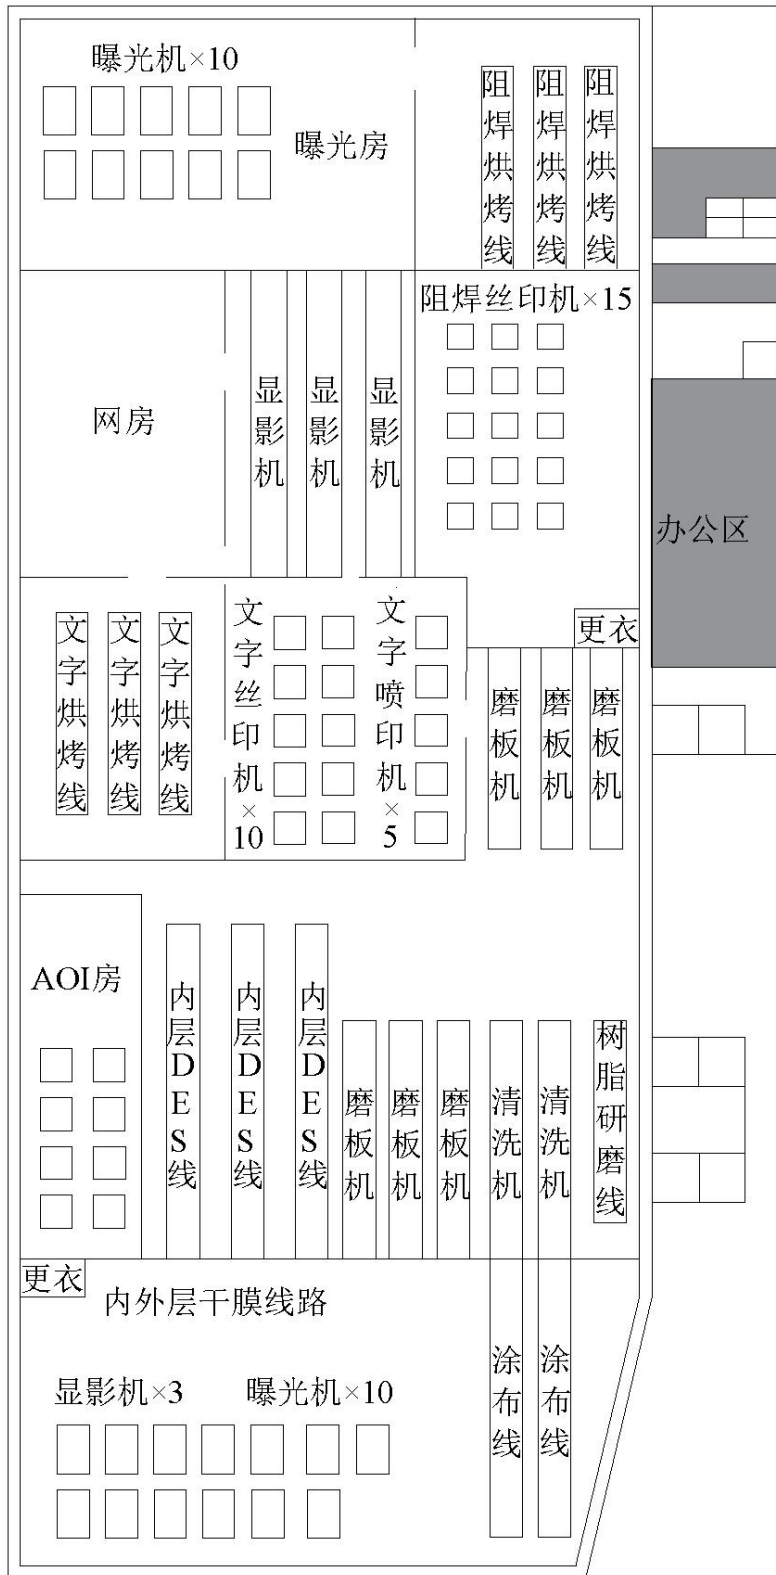 曝光机×10
曝光房
阻焊烘烤线
阻焊烘烤线
阻焊烘烤线
网房
显影机
显影机
显影机
阻焊丝印机×15
办公区
更衣
文字烘烤线
文字烘烤线
文字烘烤线
文字丝印机×10
文字喷印机×5
磨板机
磨板机
磨板机
AOI房
内层DES线
内层DES线
内层DES线
磨板机
磨板机
磨板机
清洗机
清洗机
树脂研磨线
更衣
内外层干膜线路
显影机×3
曝光机×10
涂布线
涂布线